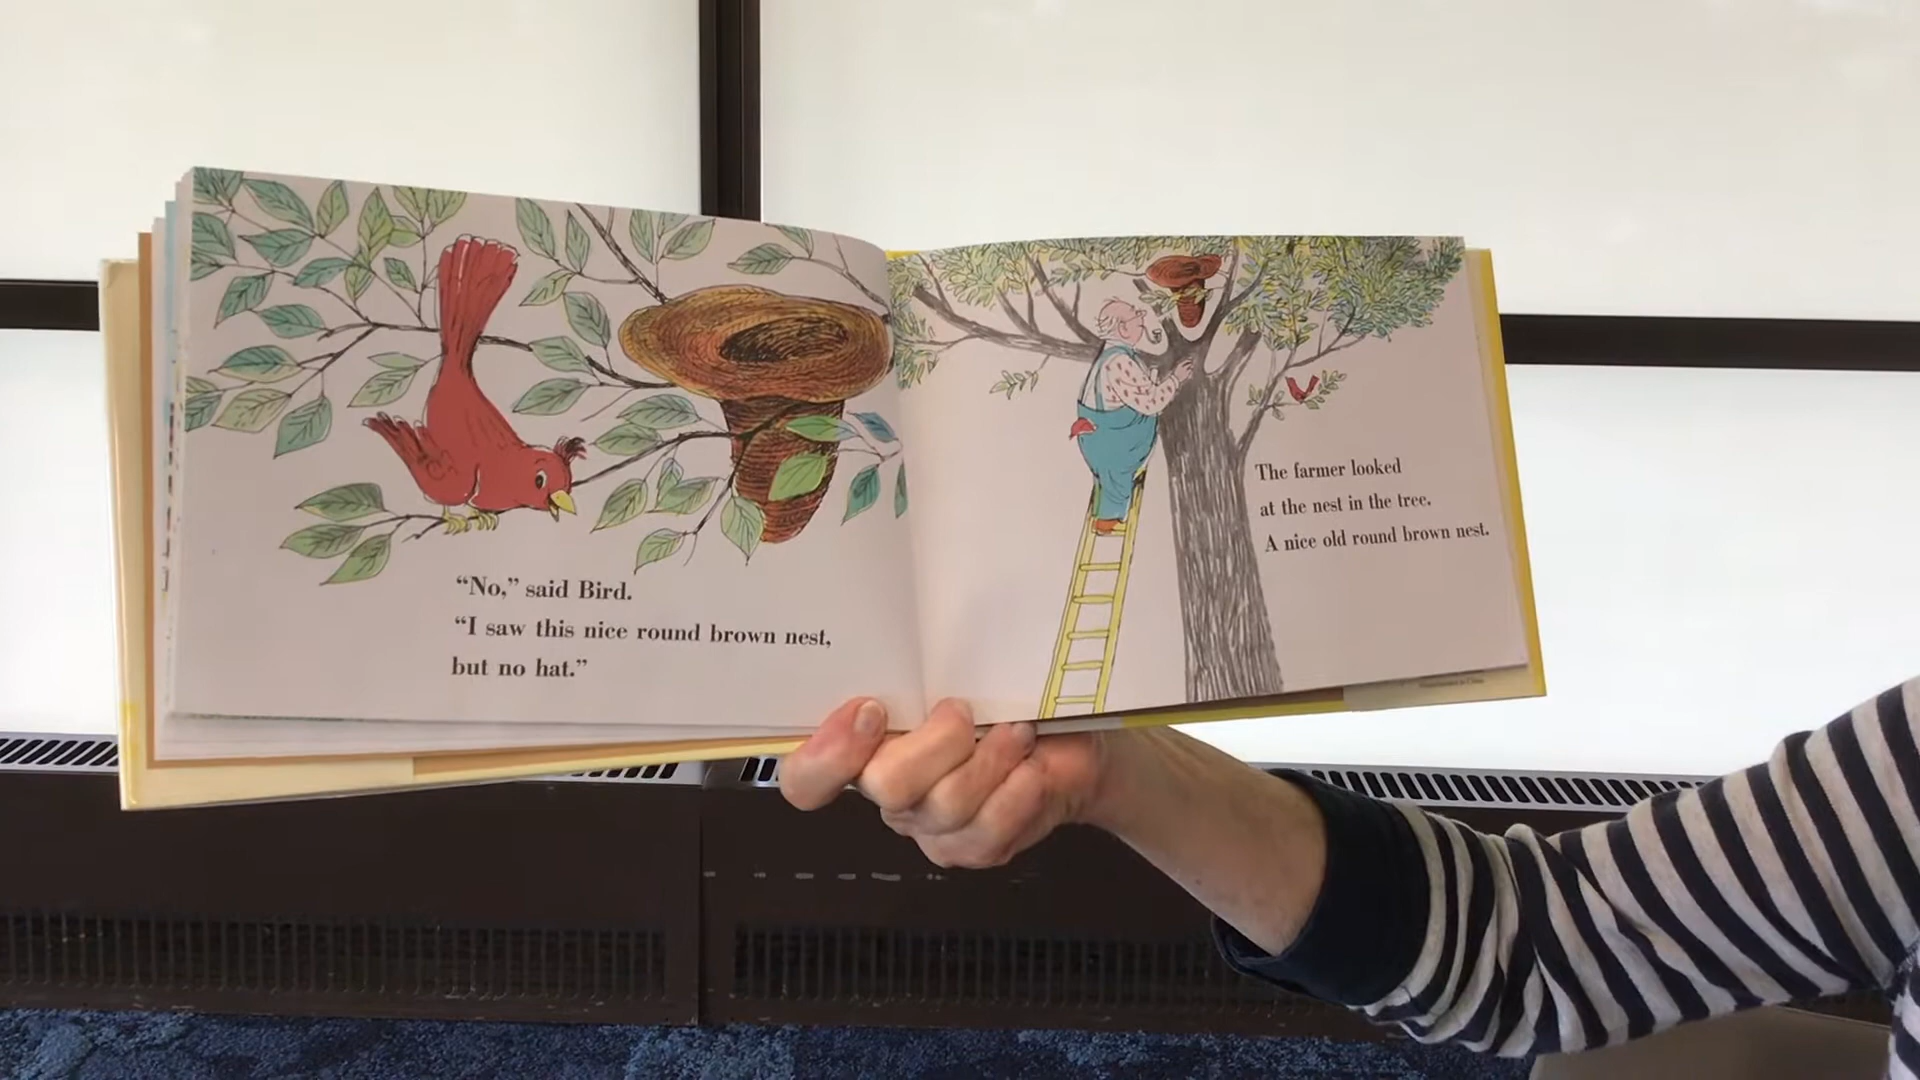 “No,” said Bird.
“I saw this nice round brown nest,
but no hat.”
The farmer looked
at the nest in the tree.
A nice old round brown nest.